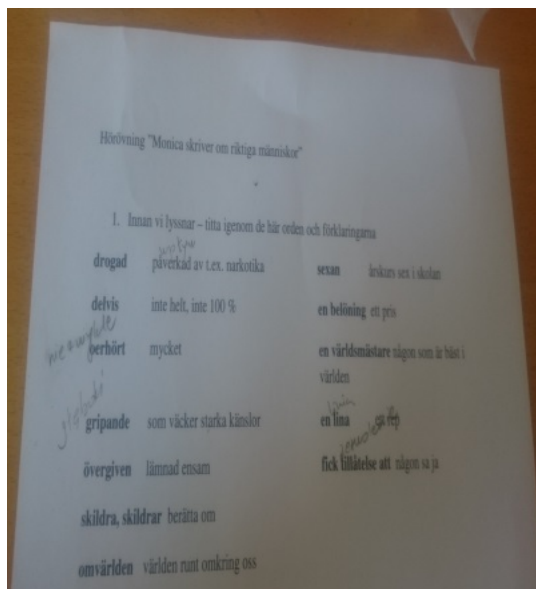 Hörövning "Monica skriver om riktiga människor"
1. Innan vi lyssnar – titta igenom de här orden och förklaringarna
drogad påverkad av t.ex. narkotika
delvis inte helt, inte 100 %
oerhört mycket
gripande som väcker starka känslor
övergiven lämnad ensam
skildra, skildrar berätta om
omvärlden världen runt omkring oss
sexan årskurs sex i skolan
en belöning ett pris
en världsmästare någon som är bäst i
världen
en lina ett rep
fick tillåtelse att någon sa ja